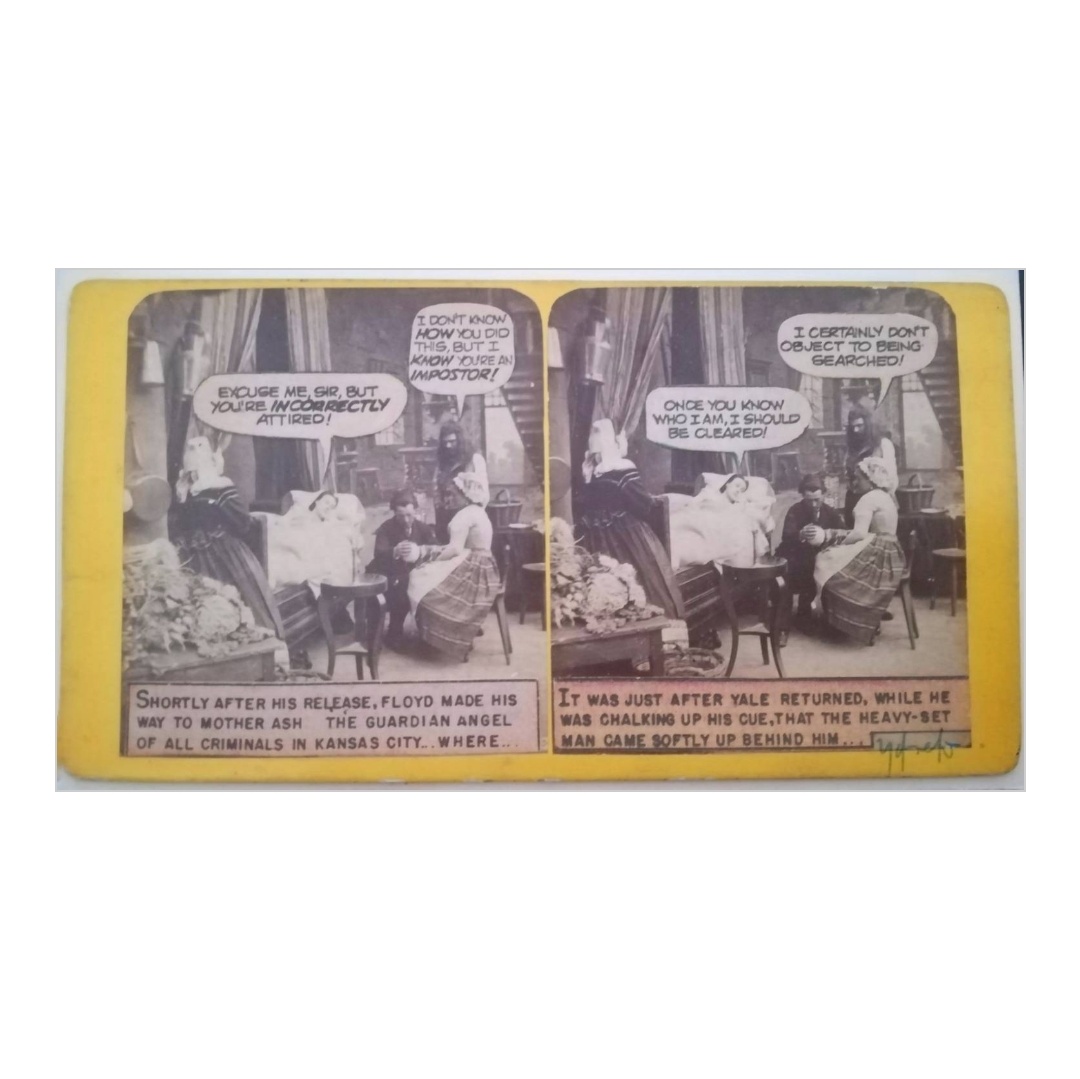 EXCUSE ME, SIR, BUT
YOU'RE INCORRECTLY
ATTIRED!
I DON'T KNOW
HOW YOU DID
THIS, BUT I
KNOW YOU'RE AN
IMPOSTOR!
SHORTLY AFTER HIS RELEASE, FLOYD MADE HIS
WAY TO MOTHER ASH THE GUARDIAN ANGEL
OF ALL CRIMINALS IN KANSAS CITY... WHERE...
ONCE YOU KNOW
WHO I AM, I SHOULD
BE CLEARED!
I CERTAINLY DON'T
OBJECT TO BEING
SEARCHED!
IT WAS JUST AFTER YALE RETURNED, WHILE HE
WAS CHALKING UP HIS CUE, THAT THE HEAVY-SET
MAN CAME SOFTLY UP BEHIND HIM...